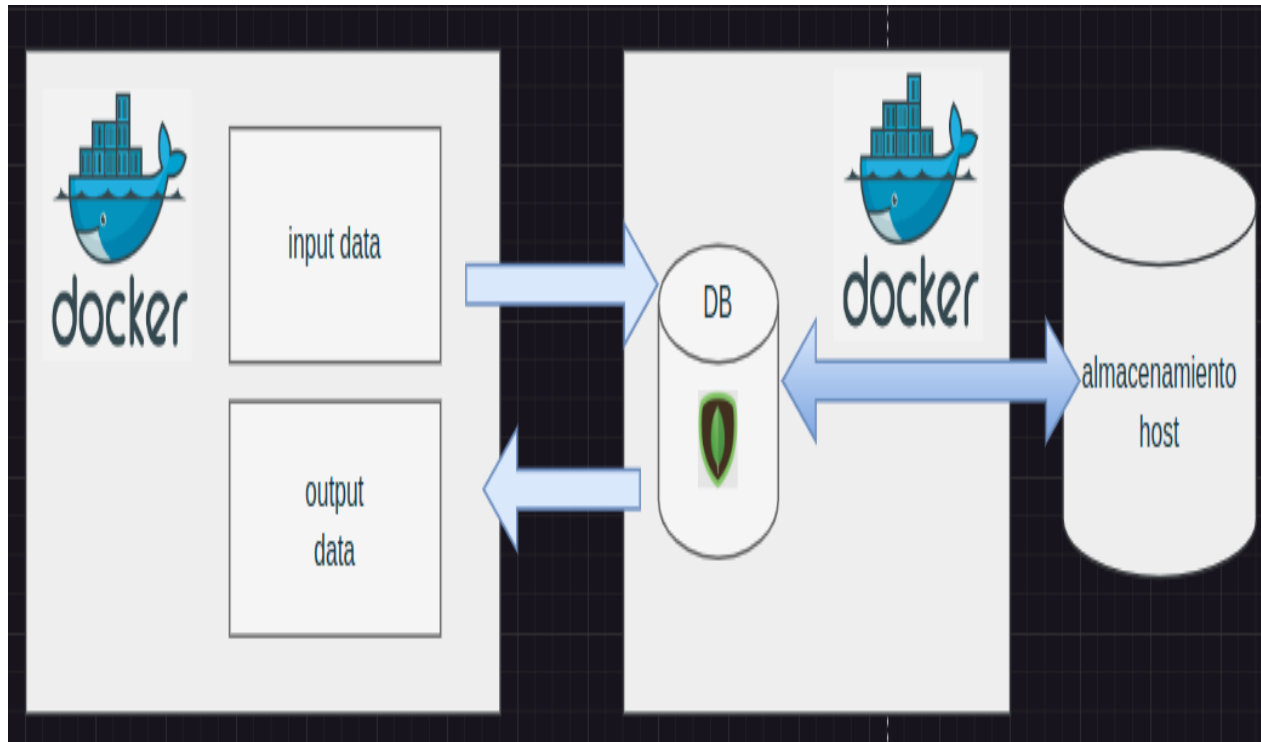 docker
input data
output
data
DB
docker
almacenamiento
host